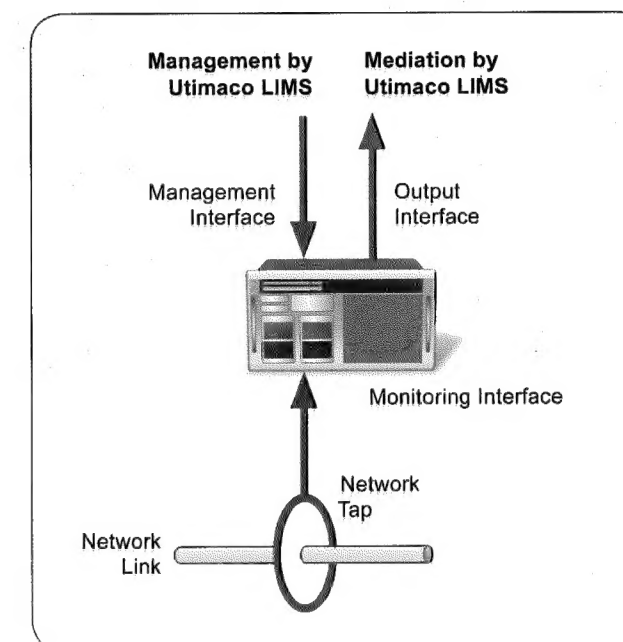 Management by
Utimaco LIMS
Mediation by
Utimaco LIMS
Management
Interface
Output
Interface
Monitoring Interface
Network
Tap
Network
Link